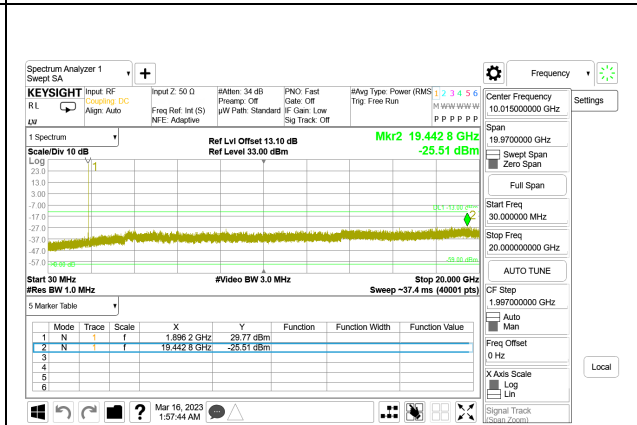 Spectrum Analyzer 1
Swept SA
Frequency
KEYSIGHT
Input: RF
Input Z: 50 Ω
#Atten: 34 dB
PNO: Fast
#Avg Type: Power (RMS
1 2 3 4 5 6
RL
Coupling: DC
Preamp: Off
Gate: Off
Trig: Free Run
M W W W W W
Align: Auto
Freq Ref: Int (S)
µW Path: Standard
IF Gain: Low
NFE: Adaptive
Sig Track: Off
P P P P P P
LXI
1 Spectrum
Ref Lvl Offset 13.10 dB
Mkr2 19.442 8 GHz
Scale/Div 10 dB
Ref Level 33.00 dBm
-25.51 dBm
Log
1
23.0
13.0
3.00
-7.00
-17.0
2
-27.0
-37.0
-47.0
-57.0
Start 30 MHz
#Video BW 3.0 MHz
Stop 20.000 GHz
#Res BW 1.0 MHz
Sweep ~37.4 ms (40001 pts)
5 Marker Table
Mode Trace Scale X Y Function Function Width Function Value
1 N 1 f 1.896 2 GHz 29.77 dBm
2 N 1 f 19.442 8 GHz -25.51 dBm
3
4
5
6
Mar 16, 2023
1:57:44 AM
Center Frequency
10.015000000 GHz
Settings
Span
19.9700000 GHz
Swept Span
Zero Span
Full Span
Start Freq
30.000000 MHz
Stop Freq
20.000000000 GHz
AUTO TUNE
CF Step
1.997000000 GHz
Auto
Man
Freq Offset
0 Hz
X Axis Scale
Log
Lin
Signal Track
(Span Zoom)
Local